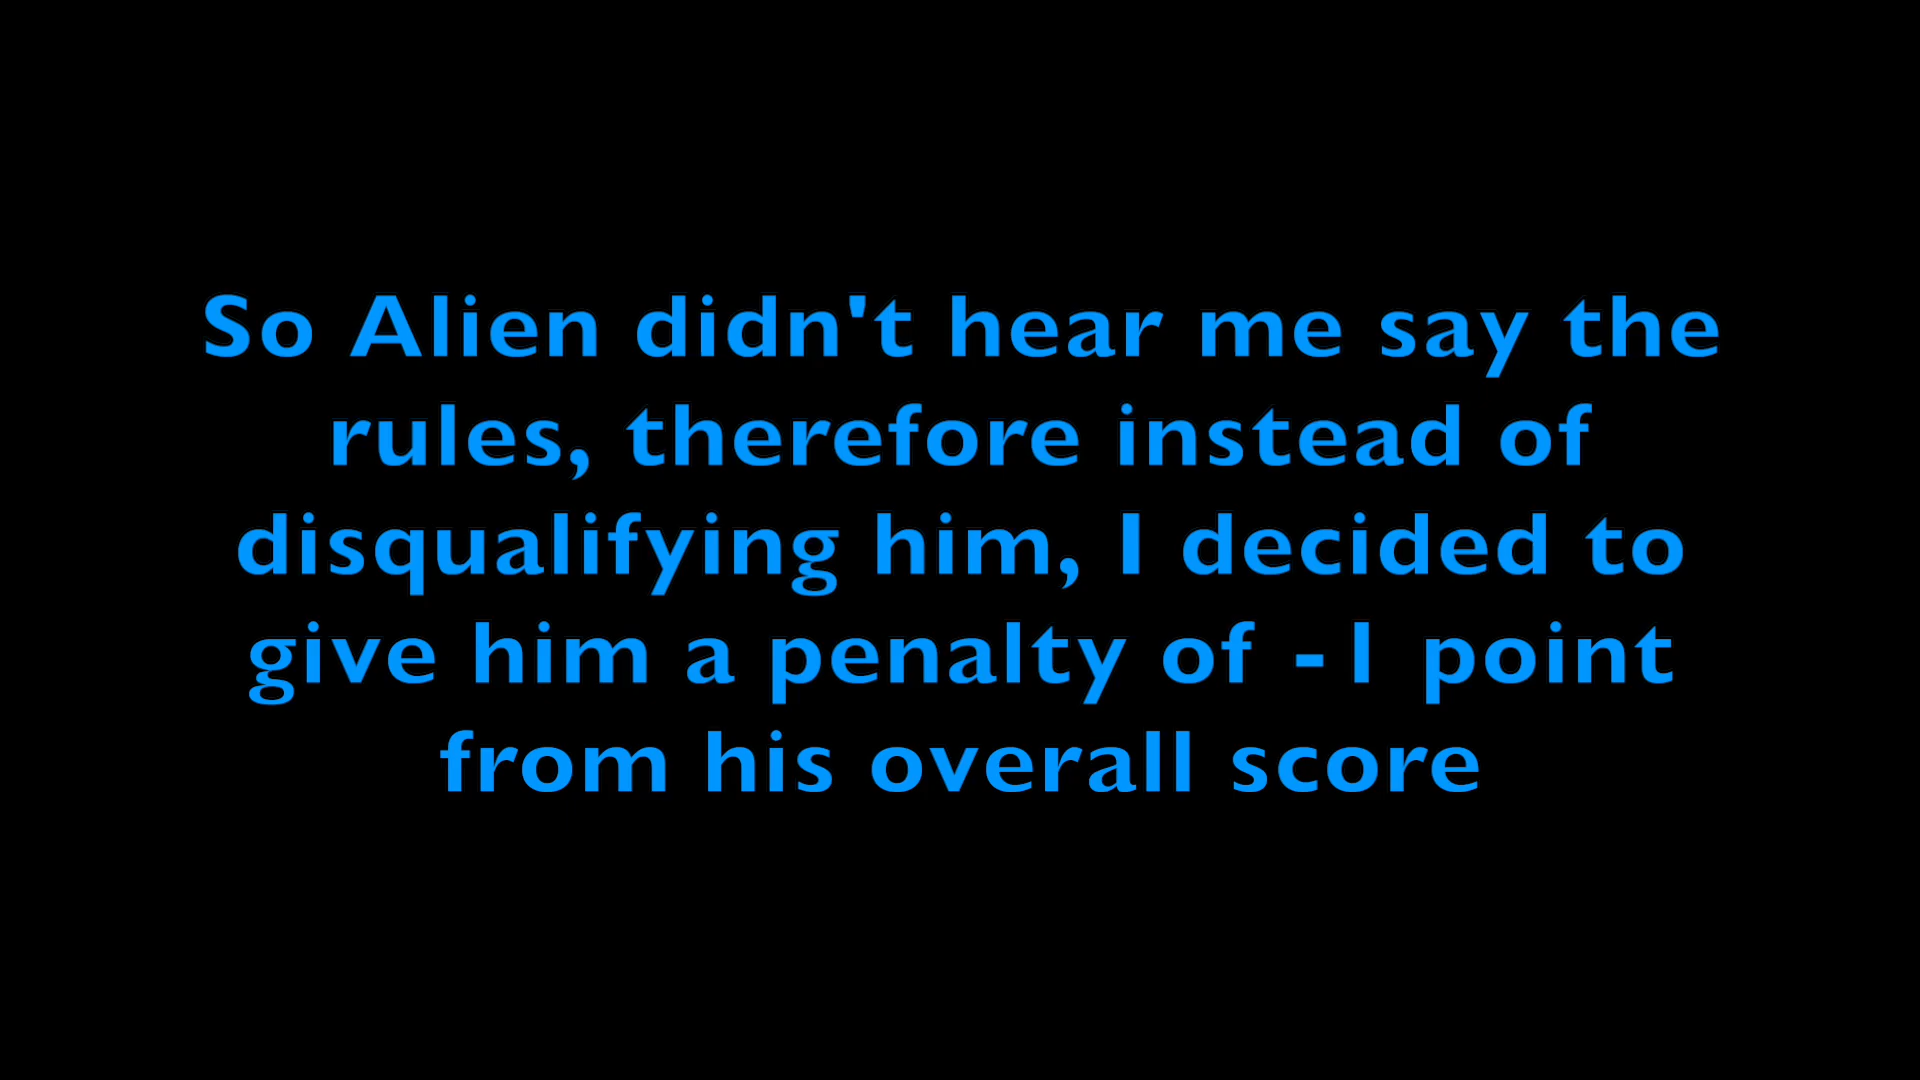 So Alien didn't hear me say the
rules, therefore instead of
disqualifying him, I decided to
give him a penalty of -1 point
from his overall score